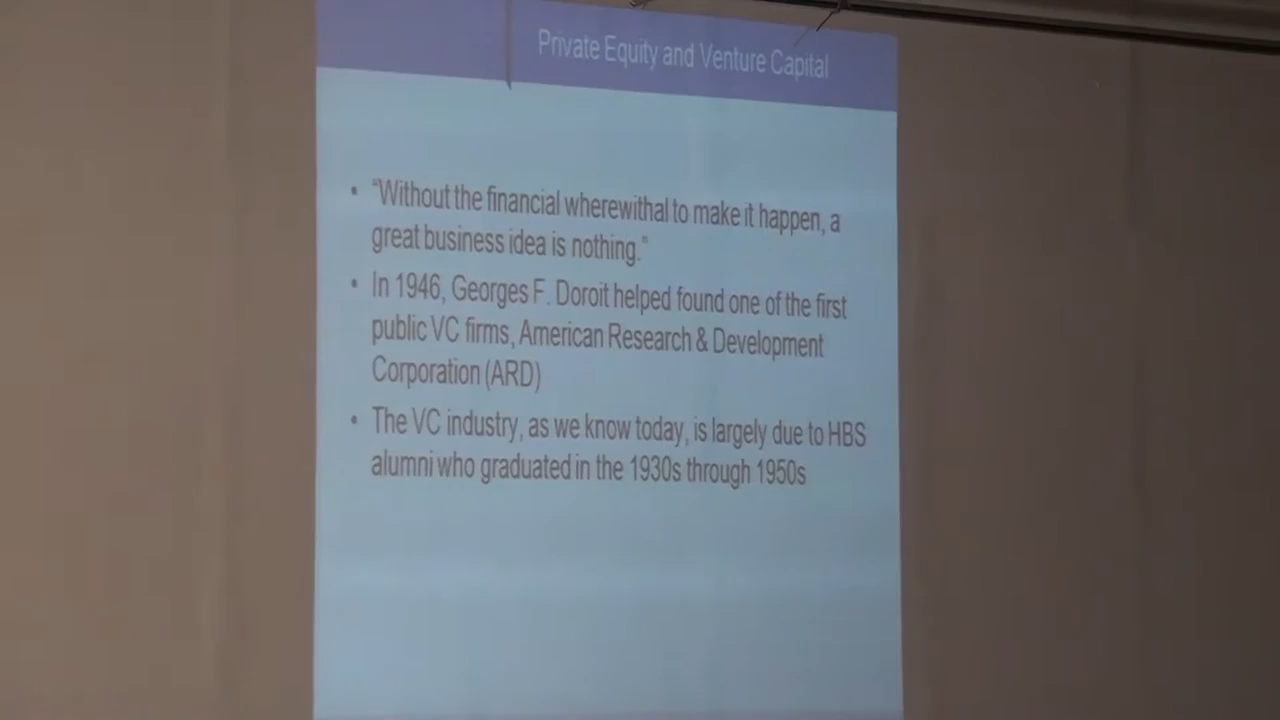 Private Equity and Venture Capital
• "Without the financial wherewithal to make it happen, a
great business idea is nothing."
• In 1946, Georges F. Doroit helped found one of the first
public VC firms, American Research & Development
Corporation (ARD)
• The VC industry, as we know today, is largely due to HBS
alumni who graduated in the 1930s through 1950s